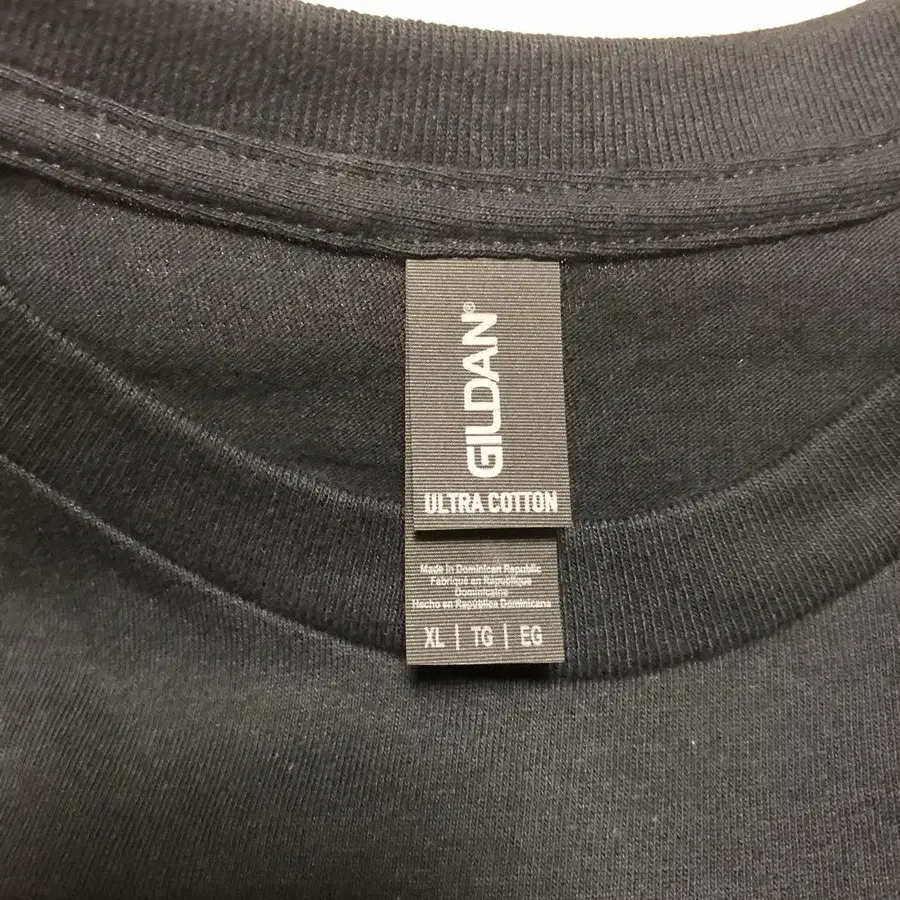 GILDAN®
ULTRA COTTON
Made in Dominican Republic
Fabriqué en République
Dominicaine
Hecho en República Dominicana
XL | TG | EG